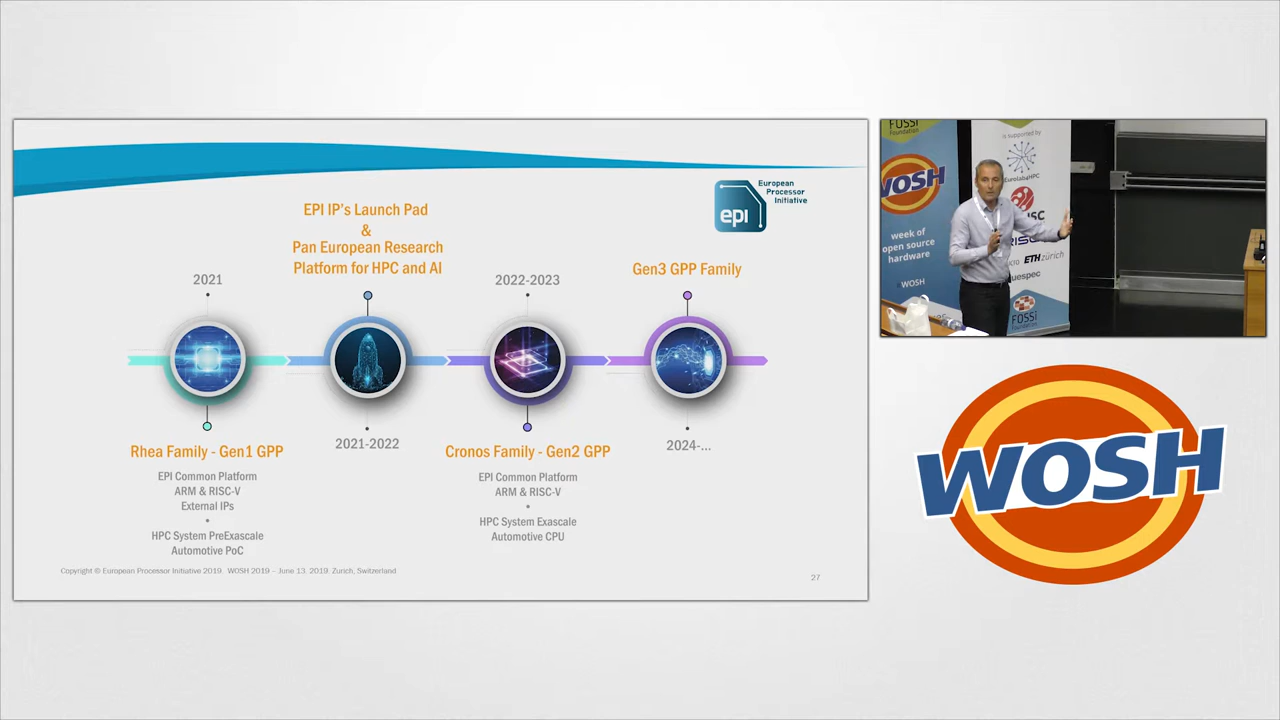 European
Processor
Initiative
epi
EPI IP's Launch Pad
&
Pan European Research
Platform for HPC and AI
2021
2022-2023
Gen3 GPP Family
Rhea Family - Gen1 GPP
2021-2022
Cronos Family - Gen2 GPP
2024-...
EPI Common Platform
ARM & RISC-V
External IPs
•
HPC System PreExascale
Automotive PoC
EPI Common Platform
ARM & RISC-V
•
HPC System Exascale
Automotive CPU
Copyright © European Processor Initiative 2019. WOSH 2019 – June 13, 2019. Zurich, Switzerland
27
FOSSi
Foundation
WOSH
week of
open source
hardware
WOSH
is supported by
EurolabHPC
ETH zürich
FOSSi
Foundation
WOSH